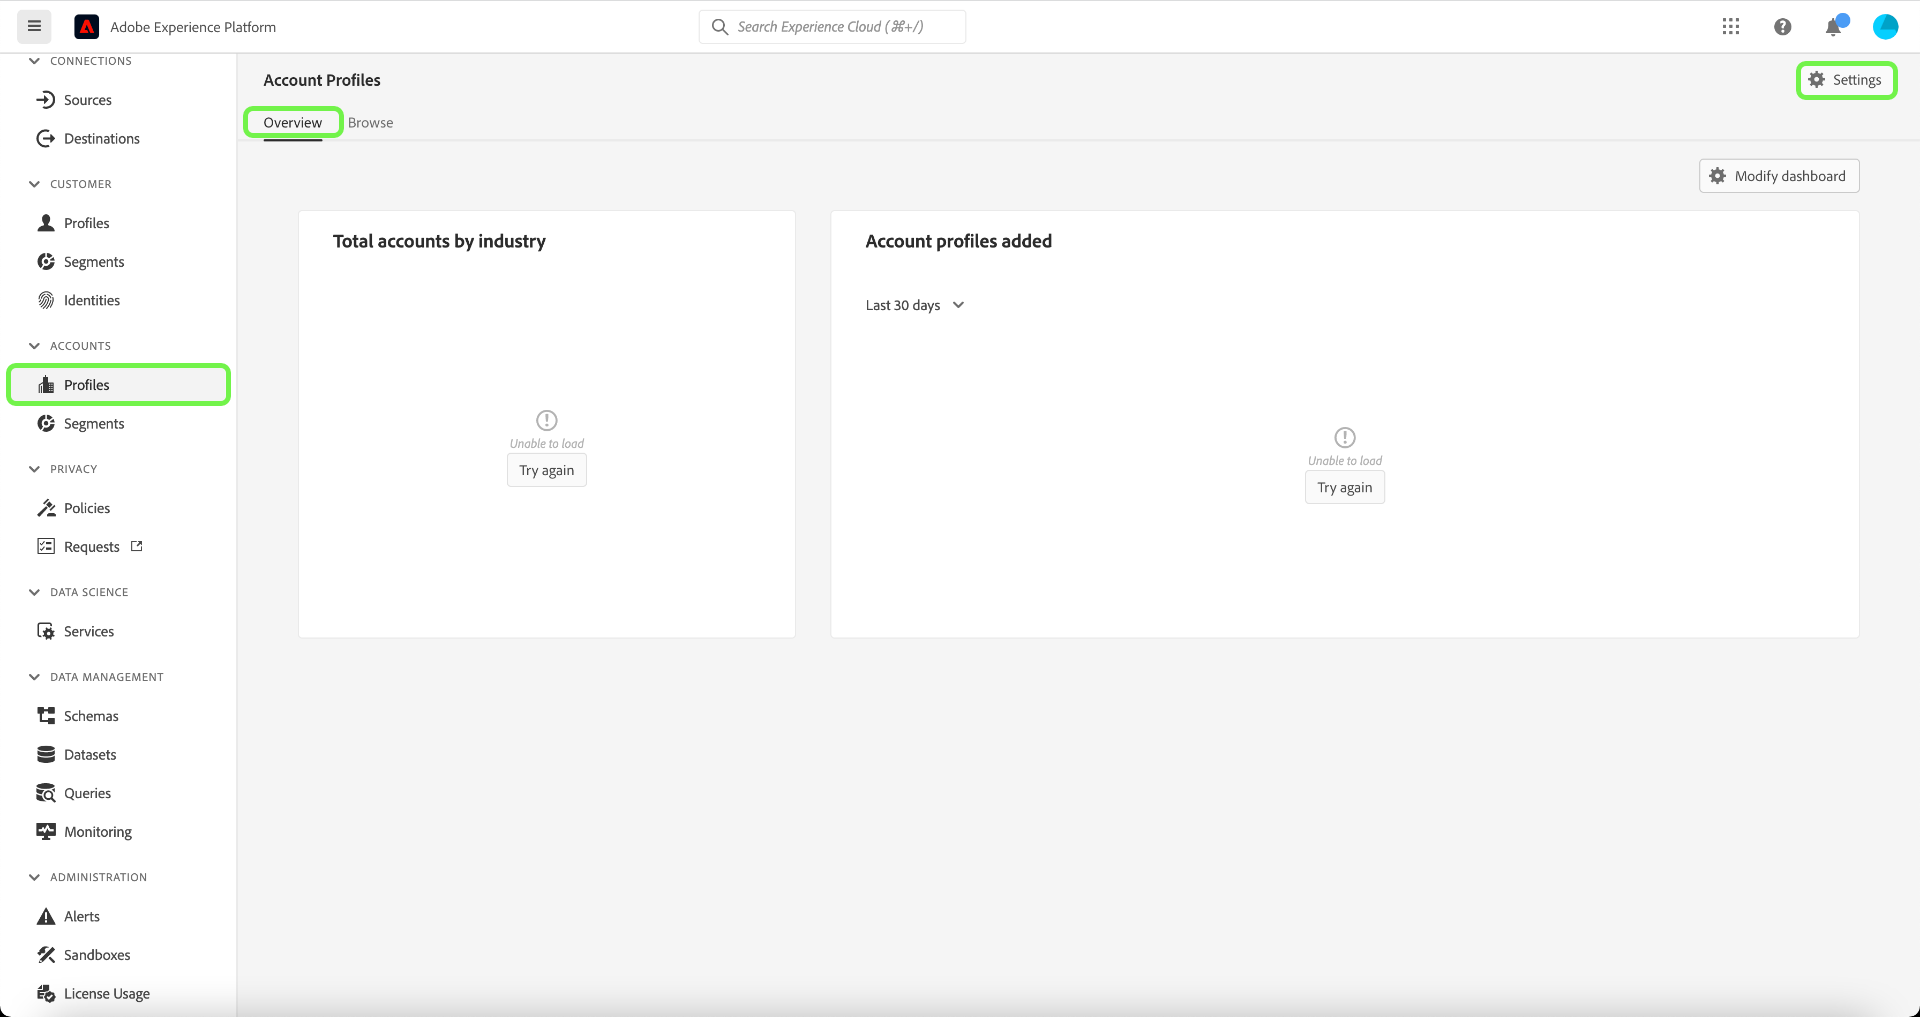 Adobe Experience Platform
Search Experience Cloud (⌘+/)
CONNECTIONS
Sources
Destinations
CUSTOMER
Profiles
Segments
Identities
ACCOUNTS
Profiles
Segments
PRIVACY
Policies
Requests
DATA SCIENCE
Services
DATA MANAGEMENT
Schemas
Datasets
Queries
Monitoring
ADMINISTRATION
Alerts
Sandboxes
License Usage
Account Profiles
Settings
Overview
Browse
Modify dashboard
Total accounts by industry
Unable to load
Try again
Account profiles added
Last 30 days
Unable to load
Try again